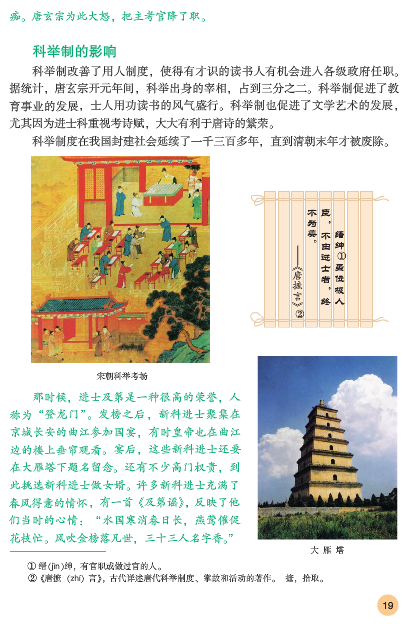 痴。唐玄宗为此大怒，把主考官降了职。
科举制的影响
科举制改善了用人制度，使得有才识的读书人有机会进入各级政府任职。
据统计，唐玄宗开元年间，科举出身的宰相，占到三分之二。科举制促进了教
育事业的发展，士人用功读书的风气盛行。科举制也促进了文学艺术的发展，
尤其因为进士科重视考诗赋，大大有利于唐诗的繁荣。
科举制度在我国封建社会延续了一千三百多年，直到清朝末年才被废除。
缙绅①虽位极人
臣，不由进士者，终
不为美。
——《唐摭言》②
宋朝科举考场
那时候，进士及第是一种很高的荣誉，人
称为“登龙门”。发榜之后，新科进士聚集在
京城长安的曲江参加国宴，有时皇帝也在曲江
边的楼上垂帘观看。宴后，这些新科进士还要
在大雁塔下题名留念。还有不少高门权贵，到
此挑选新科进士做女婿。许多新科进士充满了
春风得意的情怀，有一首《及第谣》，反映了他
们当时的心情：“水国寒消春日长，燕莺催促
花枝忙。风吹金榜落凡世，三十三人名字香。”
大雁塔
①缙(jìn)绅，有官职或做过官的人。
②《唐摭(zhí)言》，古代详述唐代科举制度、掌故和活动的著作。 摭，拾取。
19